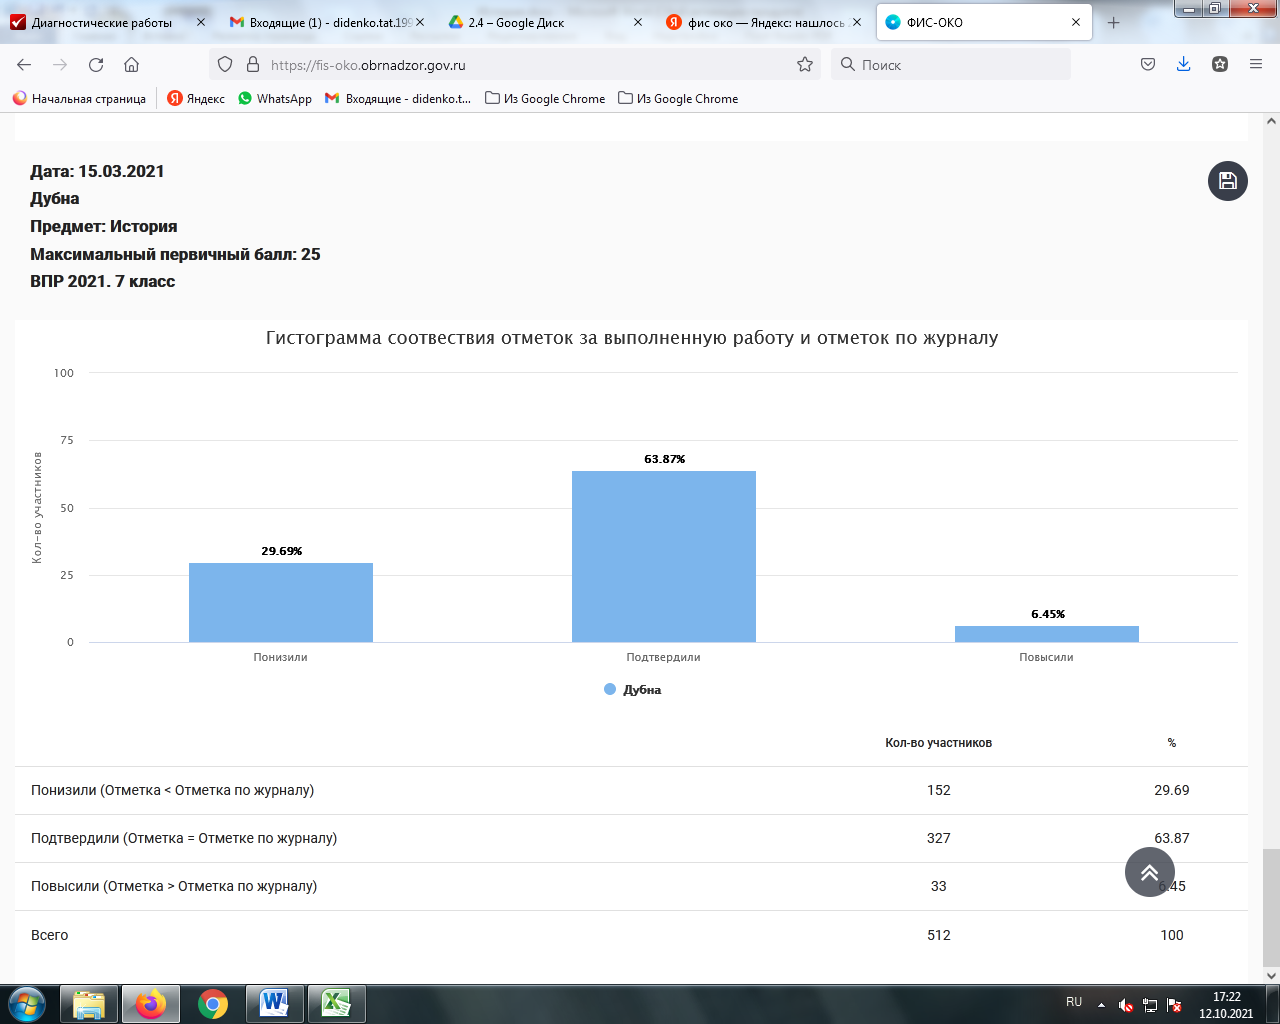 Диагностические работы
Входящие (1) - didenko.tat.199
2.4 – Google Диск
фис око — Яндекс: нашлось
ФИС-ОКО
https://fis-oko.obrnadzor.gov.ru
Поиск
Начальная страница
Яндекс
WhatsApp
Входящие - didenko.t...
Из Google Chrome
Из Google Chrome
Дата: 15.03.2021
Дубна
Предмет: История
Максимальный первичный балл: 25
ВПР 2021. 7 класс
Гистограмма соотвествия отметок за выполненную работу и отметок по журналу
Кол-во участников
100
75
50
25
0
29.69%
63.87%
6.45%
Понизили
Подтвердили
Повысили
Дубна
Кол-во участников %
Понизили (Отметка < Отметка по журналу) 152 29.69
Подтвердили (Отметка = Отметке по журналу) 327 63.87
Повысили (Отметка > Отметка по журналу) 33 6.45
Всего 512 100
RU
17:22
12.10.2021